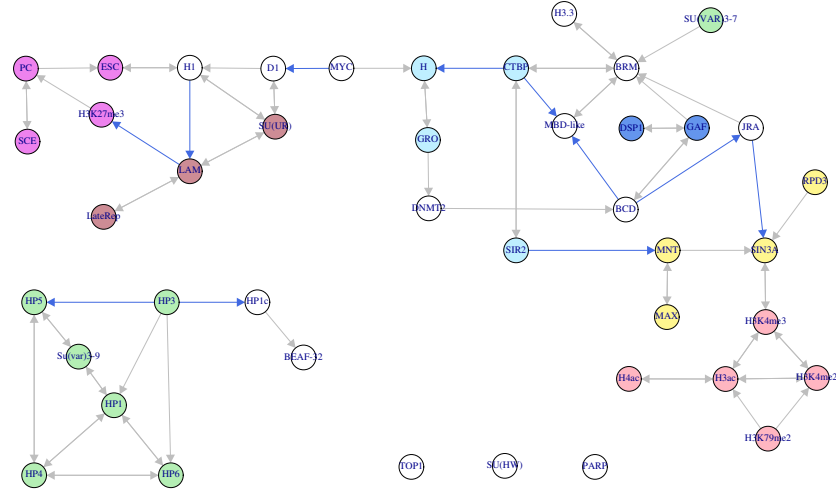 H3.3
SU(VAR)3-7
PC
ESC
H1
D1
MYC
H
CTBP
BRM
H3K27me3
SU(UR)
MBD-like
DSP1
GAF
JRA
SCE
GRO
LAM
RPD3
LateRep
DNMT2
BCD
SIR2
MNT
SIN3A
HP5
HP3
HP1c
MAX
H3K4me3
Su(var)3-9
BEAF-32
H4ac
H3ac
H3K4me2
HP1
H3K79me2
HP4
HP6
TOP1
SU(HW)
PARP